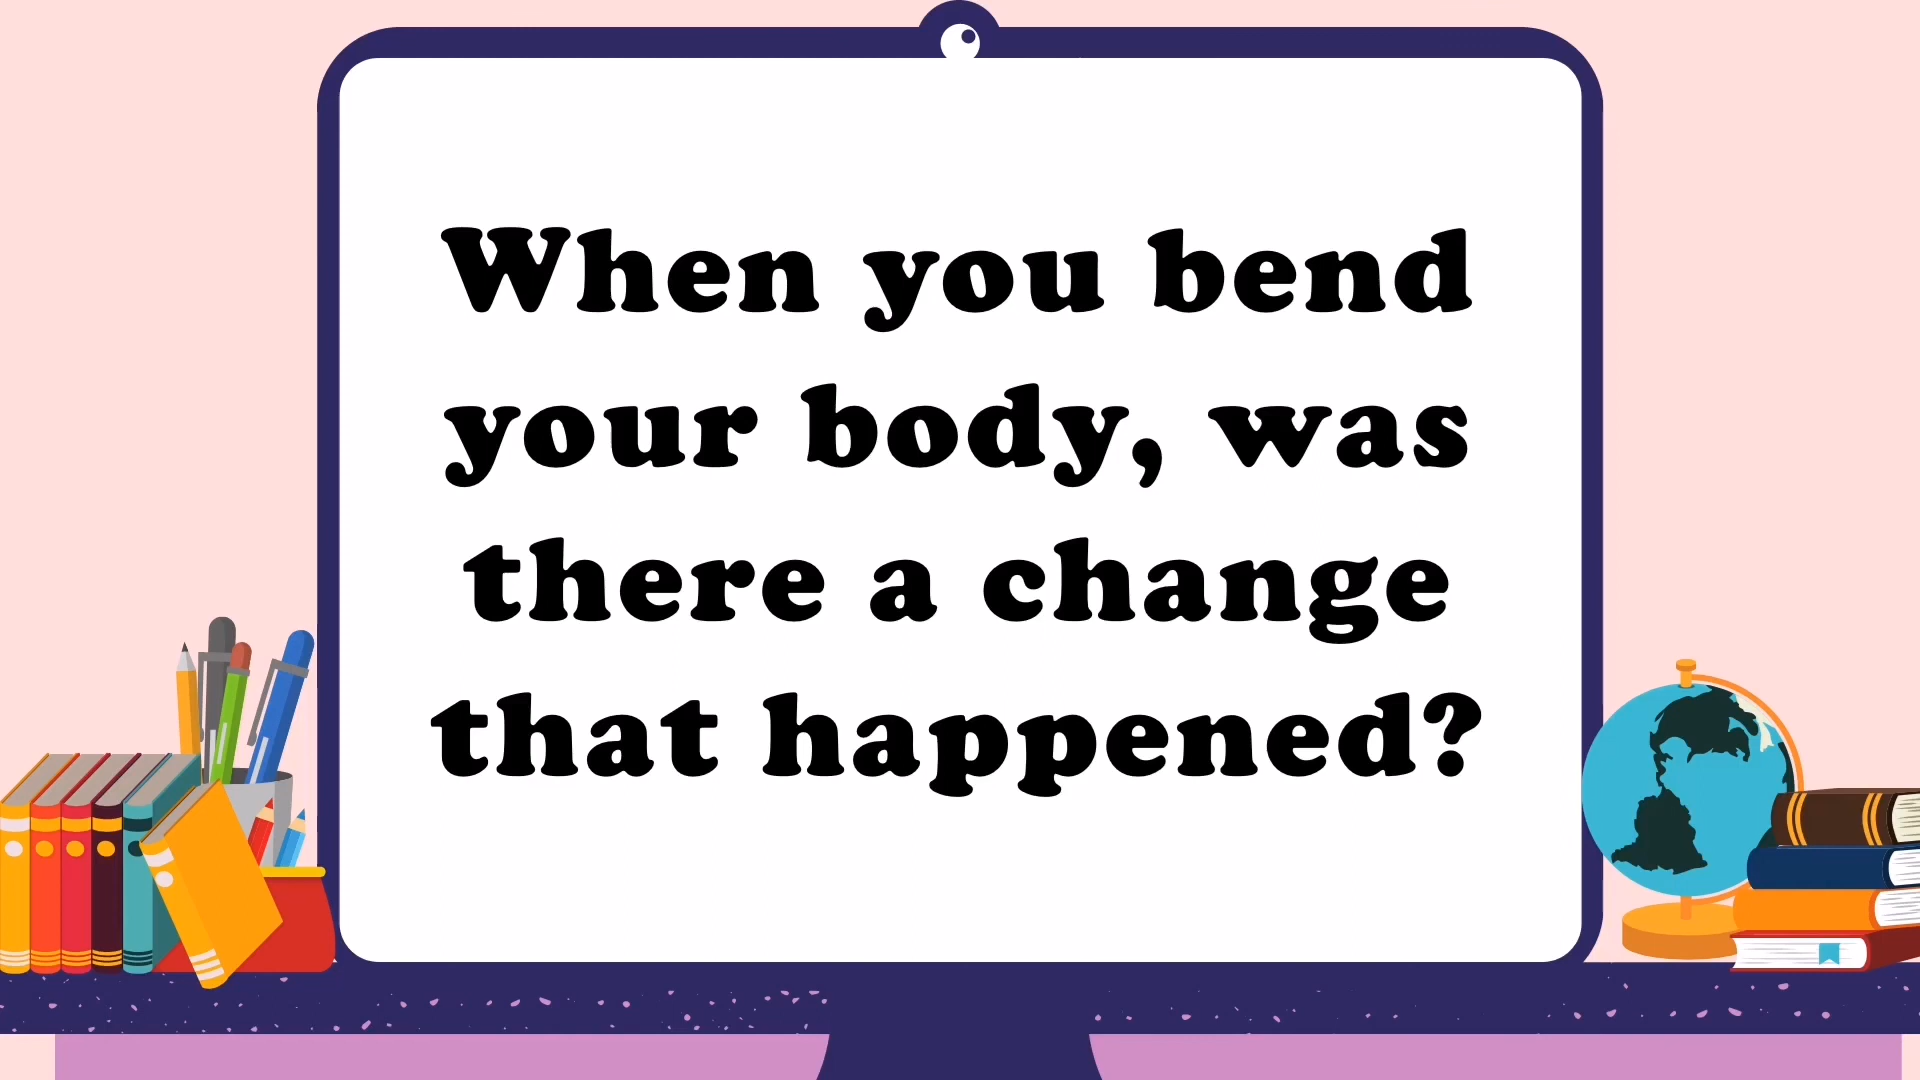 When you bend
your body, was
there a change
that happened?